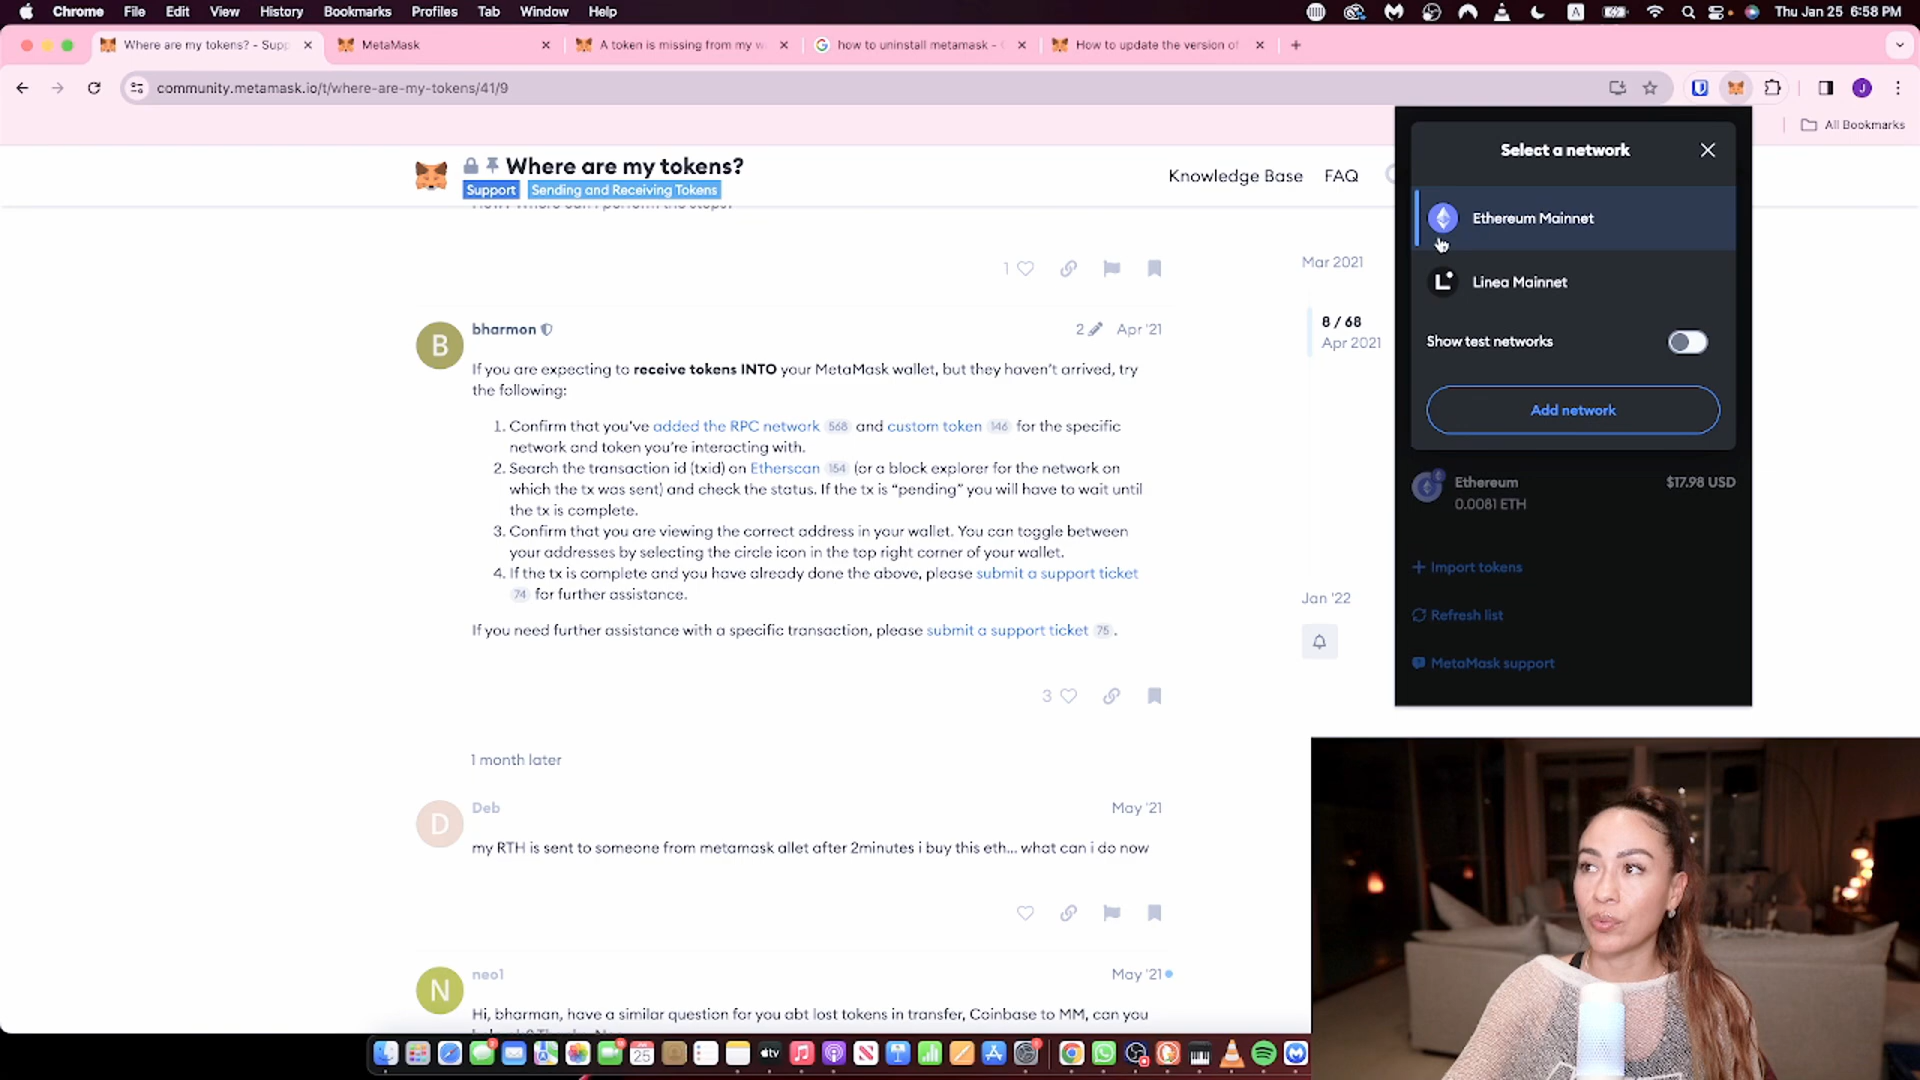 Chrome File Edit View History Bookmarks Profiles Tab Window Help
A
Thu Jan 25 6:58 PM
Where are my tokens? - Supp
MetaMask
A token is missing from my w
how to uninstall metamask -
How to update the version of
community.metamask.io/t/where-are-my-tokens/41/9
J
All Bookmarks
Where are my tokens?
Support Sending and Receiving Tokens
Knowledge Base FAQ
1
Mar 2021
8 / 68
Apr 2021
B
bharmon
2 Apr '21
If you are expecting to receive tokens INTO your MetaMask wallet, but they haven't arrived, try
the following:
1. Confirm that you've added the RPC network 568 and custom token 146 for the specific
network and token you're interacting with.
2. Search the transaction id (txid) on Etherscan 154 (or a block explorer for the network on
which the tx was sent) and check the status. If the tx is "pending" you will have to wait until
the tx is complete.
3. Confirm that you are viewing the correct address in your wallet. You can toggle between
your addresses by selecting the circle icon in the top right corner of your wallet.
4. If the tx is complete and you have already done the above, please submit a support ticket
74 for further assistance.
If you need further assistance with a specific transaction, please submit a support ticket 75 .
Jan '22
3
1 month later
D
Deb
May '21
my RTH is sent to someone from metamask allet after 2minutes i buy this eth... what can i do now
N
neo1
May '21
Hi, bharman, have a similar question for you abt lost tokens in transfer, Coinbase to MM, can you
Select a network
Ethereum Mainnet
L
Linea Mainnet
Show test networks
Add network
Ethereum
$17.98 USD
0.0081 ETH
+ Import tokens
Refresh list
MetaMask support
2
25
tv